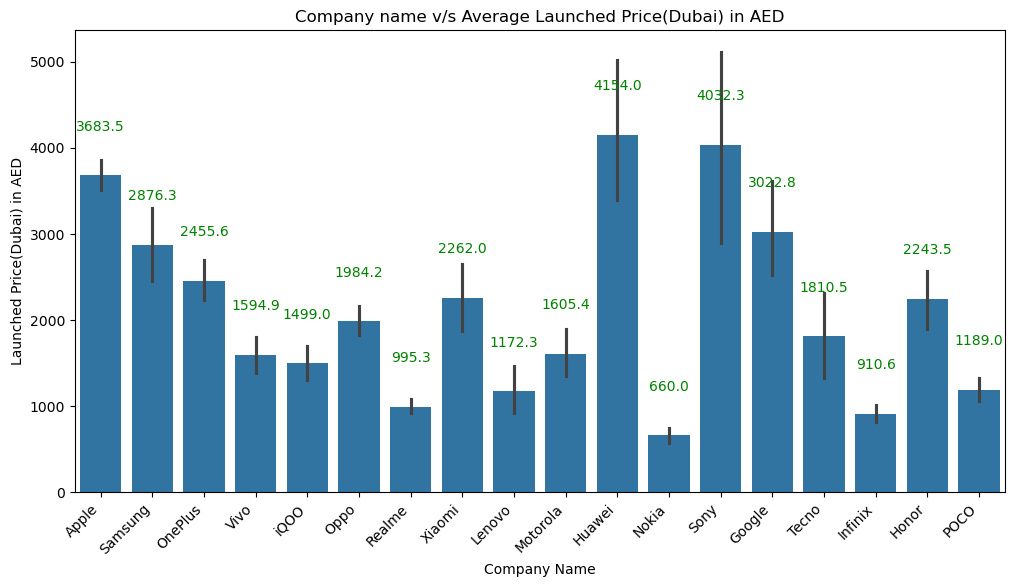 Company name v/s Average Launched Price(Dubai) in AED
Launched Price(Dubai) in AED
5000
4000
3000
2000
1000
0
3683.5
2876.3
2455.6
1594.9
1499.0
1984.2
995.3
2262.0
1172.3
1605.4
4154.0
660.0
4032.3
3022.8
1810.5
910.6
2243.5
1189.0
Apple
Samsung
OnePlus
Vivo
iQOO
Oppo
Realme
Xiaomi
Lenovo
Motorola
Huawei
Nokia
Sony
Google
Tecno
Infinix
Honor
POCO
Company Name